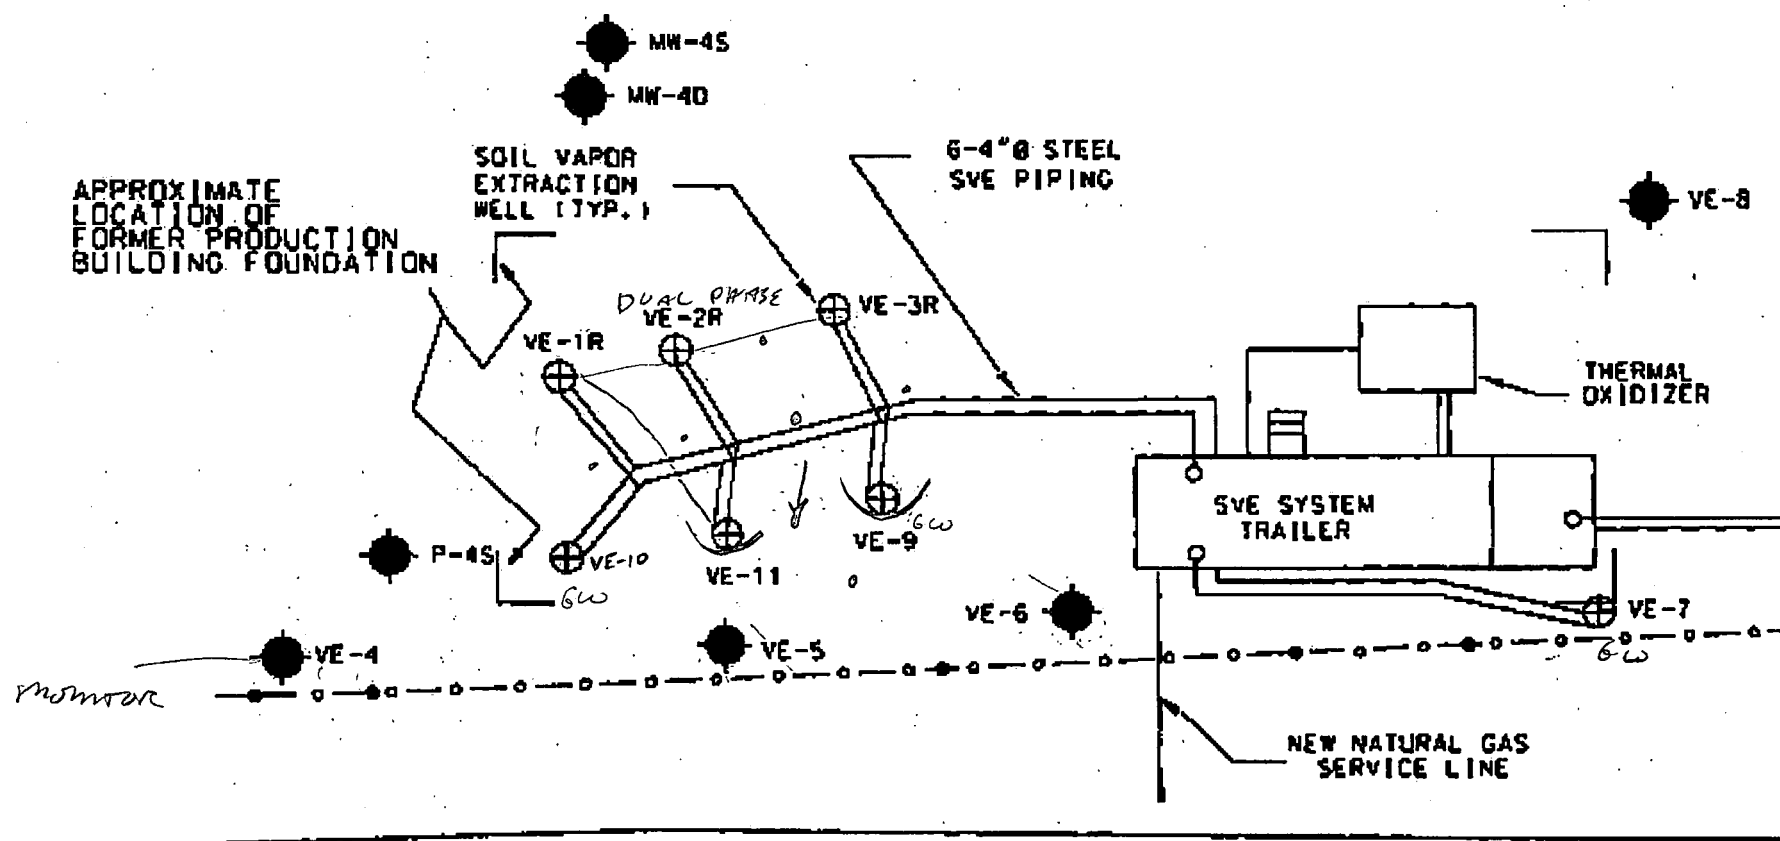 MW-4S
MW-4D
SOIL VAPOR
EXTRACTION
WELL (TYP.)
6-4"Ø STEEL
SVE PIPING
APPROXIMATE
LOCATION OF
FORMER PRODUCTION
BUILDING FOUNDATION
VE-8
DUAL PHASE
VE-2R
VE-3R
VE-1R
THERMAL
OXIDIZER
SVE SYSTEM
TRAILER
P-4S
VE-10
GW
VE-11
VE-9
GW
VE-6
VE-7
GW
VE-4
VE-5
MONITOR
NEW NATURAL GAS
SERVICE LINE